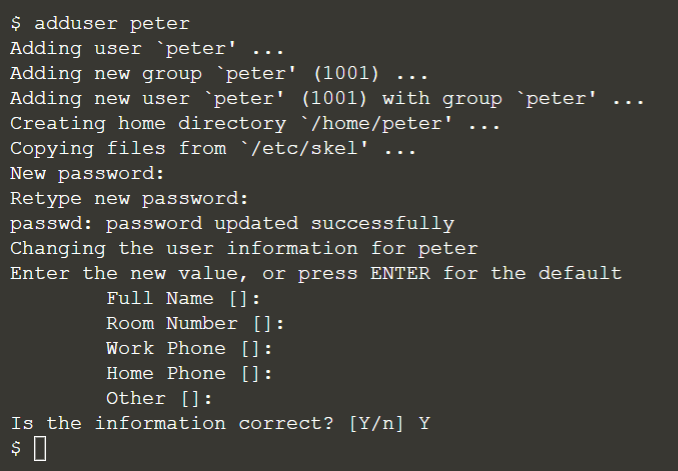 $ adduser peter
Adding user `peter' ...
Adding new group `peter' (1001) ...
Adding new user `peter' (1001) with group `peter' ...
Creating home directory `/home/peter' ...
Copying files from `/etc/skel' ...
New password:
Retype new password:
passwd: password updated successfully
Changing the user information for peter
Enter the new value, or press ENTER for the default
        Full Name []:
        Room Number []:
        Work Phone []:
        Home Phone []:
        Other []:
Is the information correct? [Y/n] Y
$